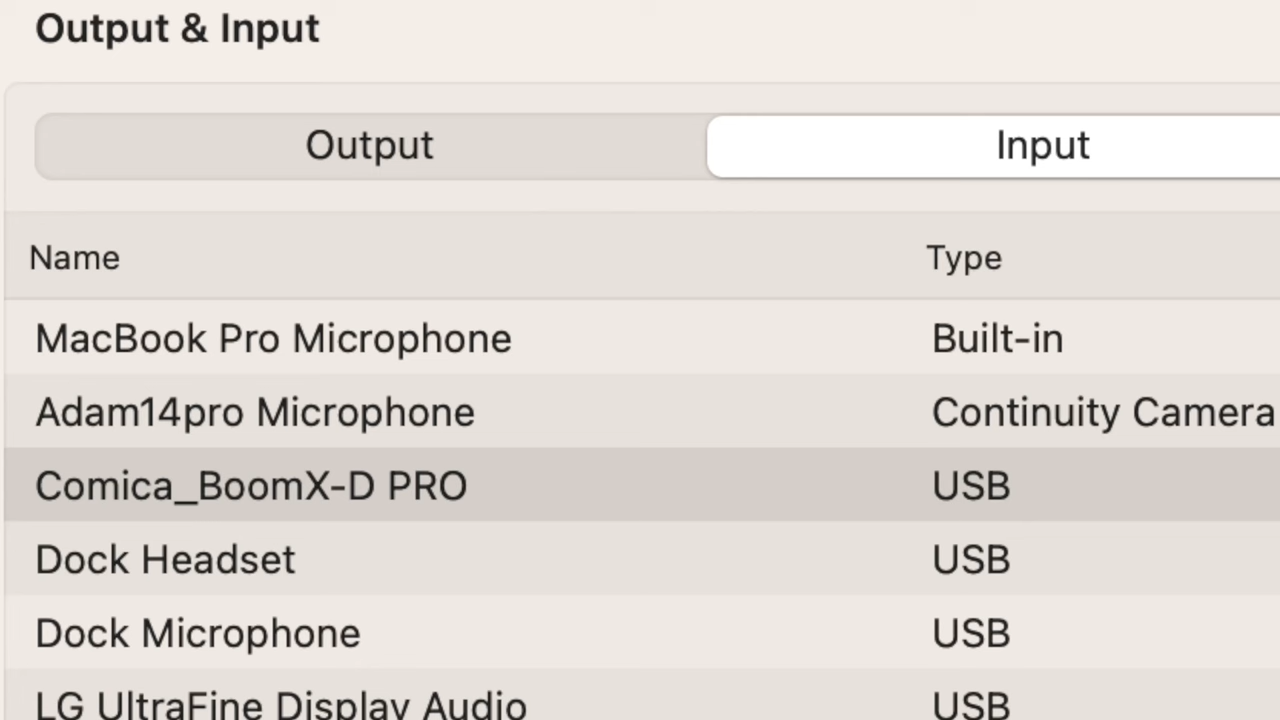 Output & Input
Output Input
Name Type
MacBook Pro Microphone Built-in
Adam14pro Microphone Continuity Camera
Comica_BoomX-D PRO USB
Dock Headset USB
Dock Microphone USB
LG UltraFine Display Audio USB